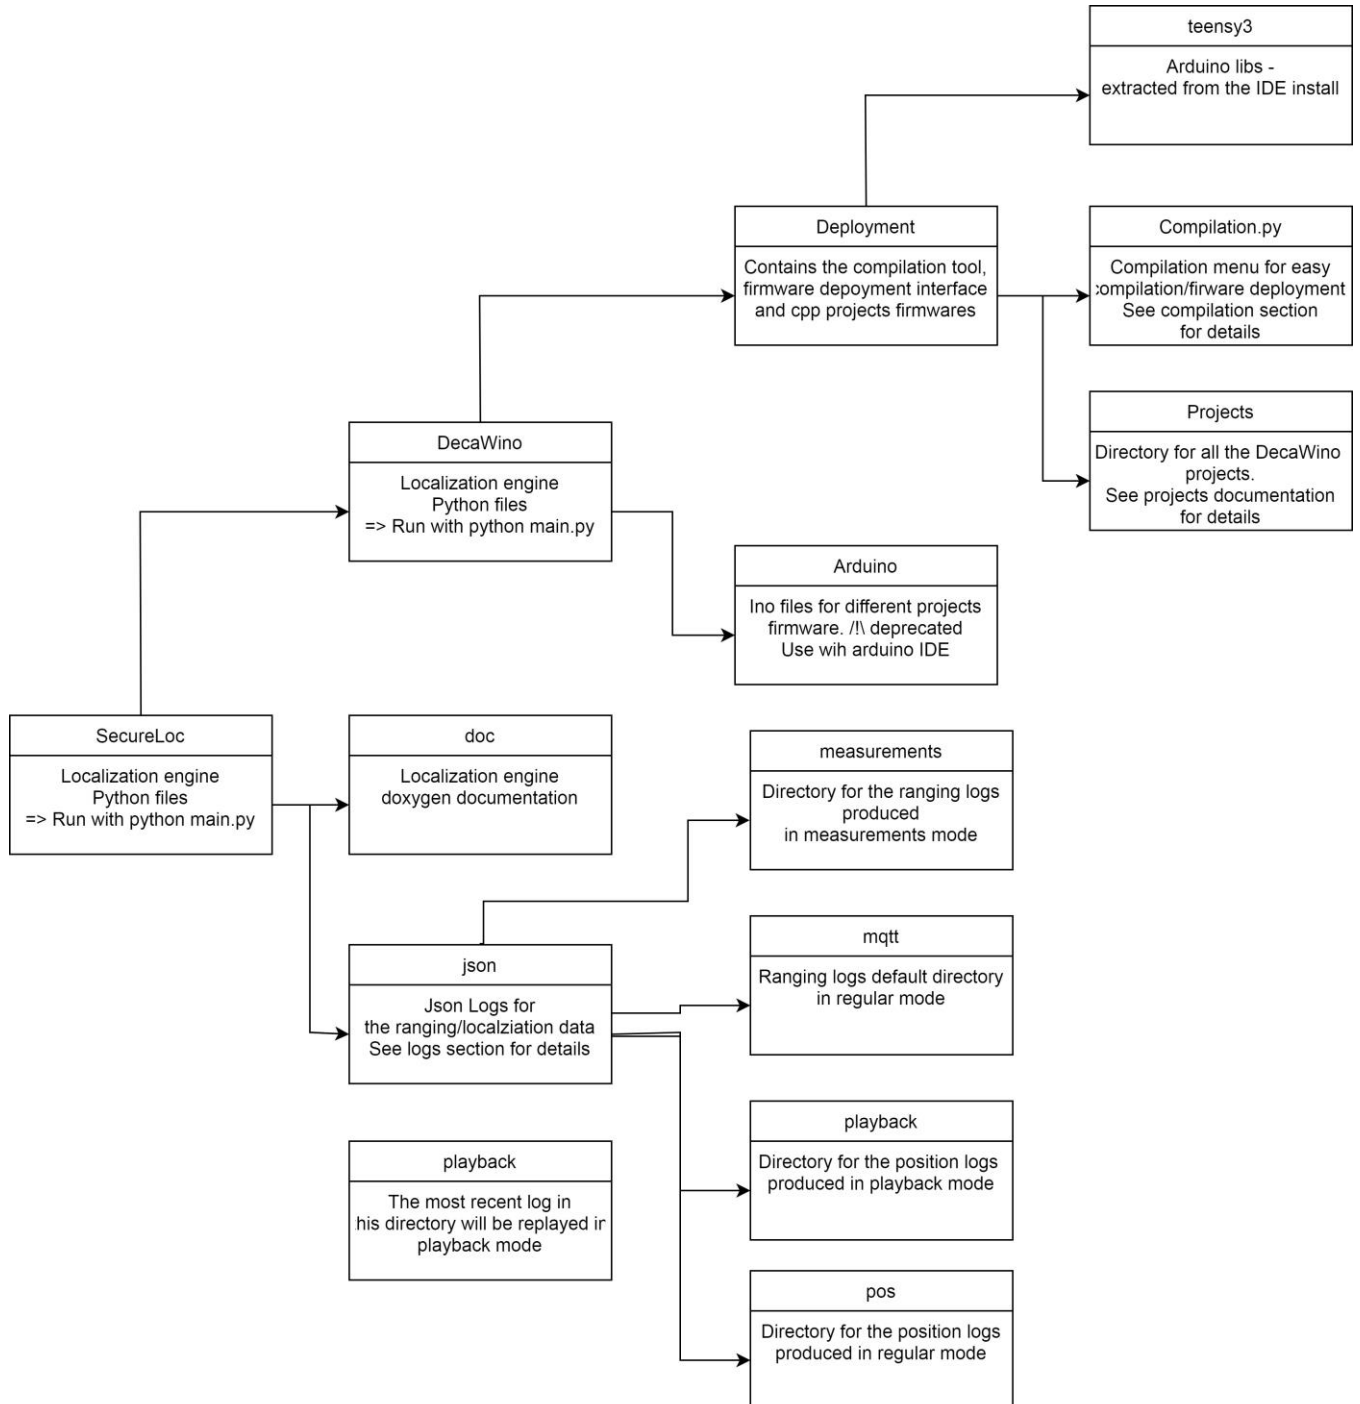 teensy3
Arduino libs -
extracted from the IDE install
Deployment
Contains the compilation tool,
firmware depoyment interface
and cpp projects firmwares
Compilation.py
Compilation menu for easy
compilation/firware deployment
See compilation section
for details
Projects
Directory for all the DecaWino
projects.
See projects documentation
for details
DecaWino
Localization engine
Python files
=> Run with python main.py
Arduino
Ino files for different projects
firmware. /!\ deprecated
Use wih arduino IDE
SecureLoc
Localization engine
Python files
=> Run with python main.py
doc
Localization engine
doxygen documentation
measurements
Directory for the ranging logs
produced
in measurements mode
json
Json Logs for
the ranging/localziation data
See logs section for details
mqtt
Ranging logs default directory
in regular mode
playback
The most recent log in
his directory will be replayed in
playback mode
playback
Directory for the position logs
produced in playback mode
pos
Directory for the position logs
produced in regular mode